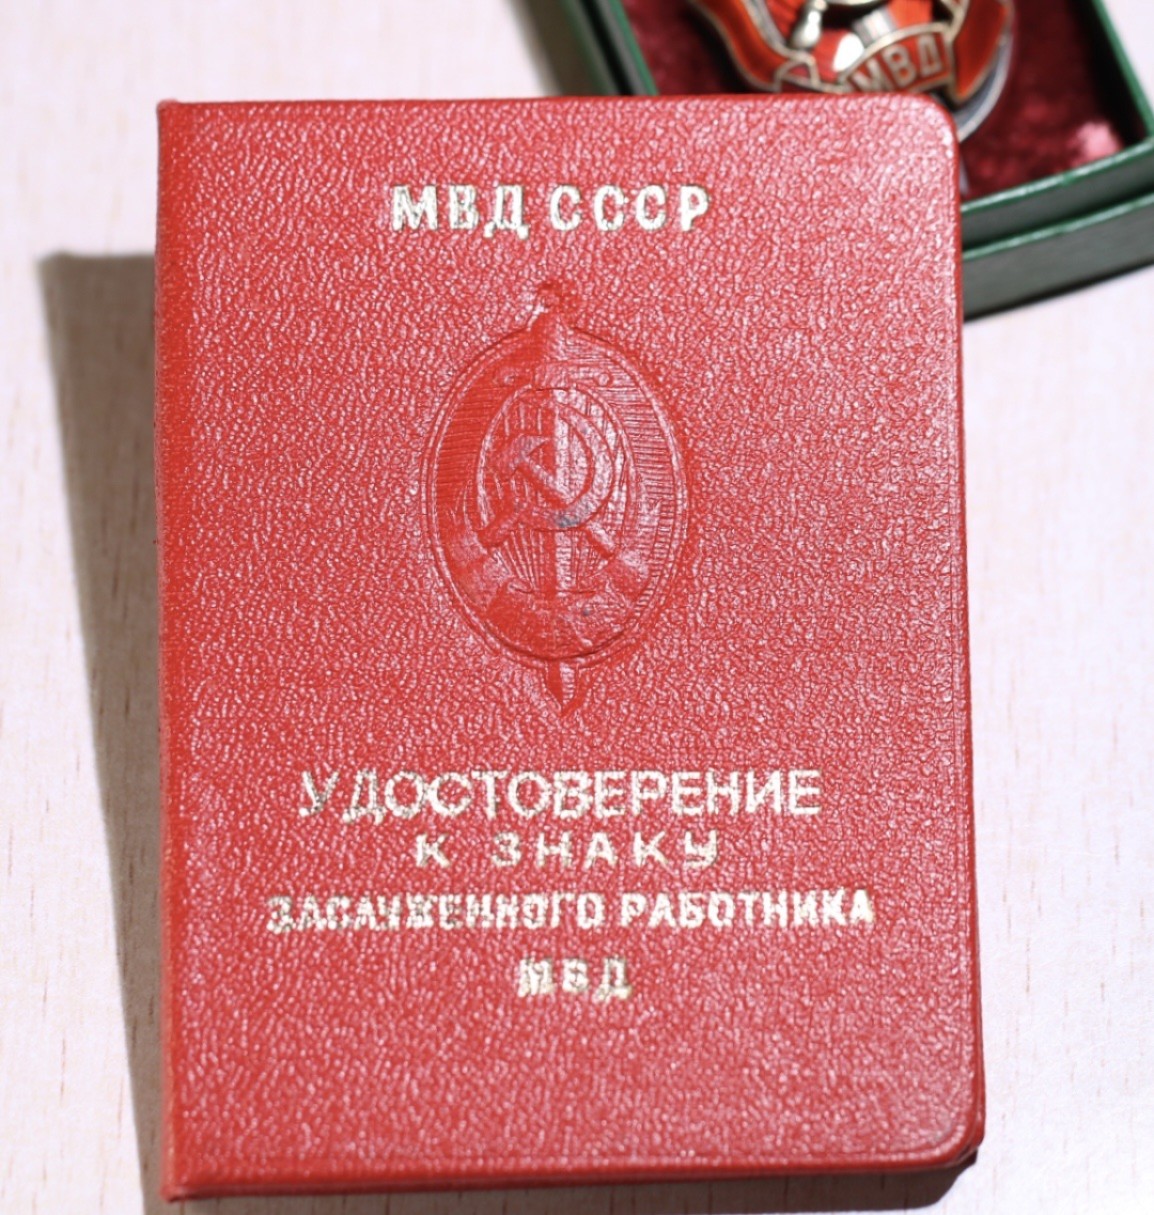 МВД
МВД СССР
УДОСТОВЕРЕНИЕ
К ЗНАКУ
ЗАСЛУЖЕННОГО РАБОТНИКА
МВД